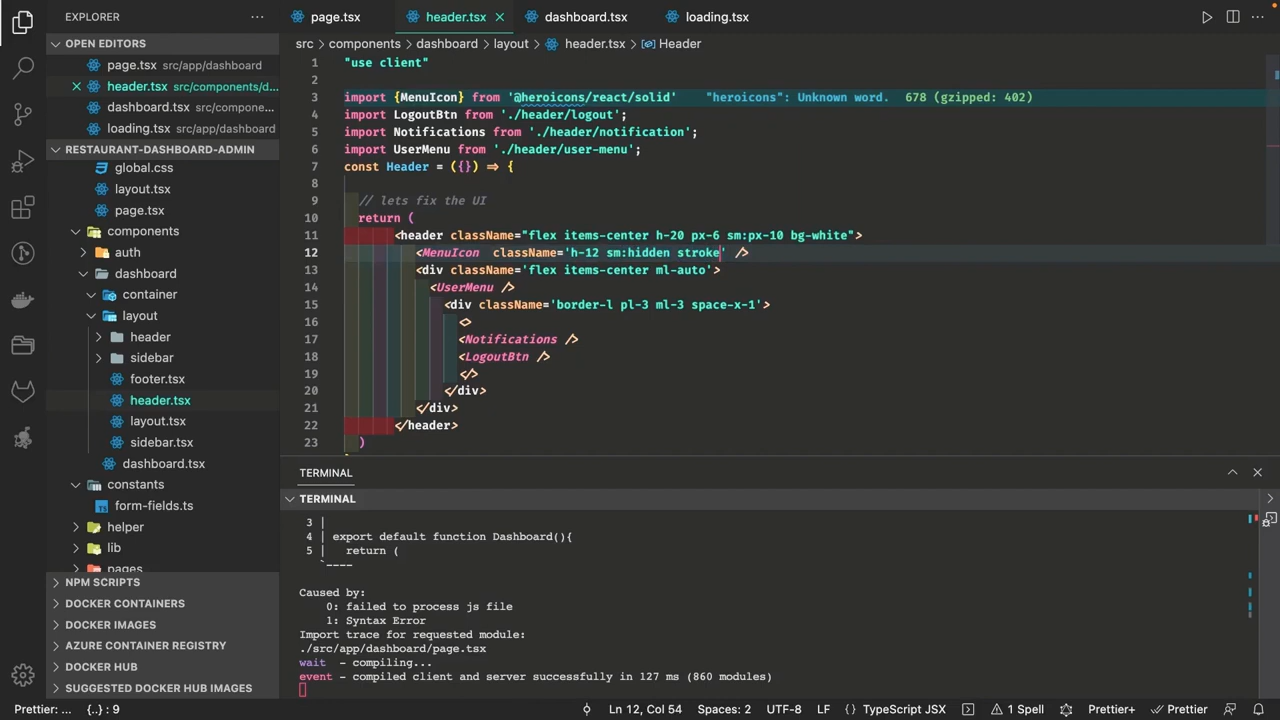 EXPLORER
OPEN EDITORS
page.tsx src/app/dashboard
header.tsx src/components/d...
dashboard.tsx src/compone...
loading.tsx src/app/dashboard
RESTAURANT-DASHBOARD-ADMIN
global.css
layout.tsx
page.tsx
components
auth
dashboard
container
layout
header
sidebar
footer.tsx
header.tsx
layout.tsx
sidebar.tsx
dashboard.tsx
constants
form-fields.ts
helper
lib
pages
NPM SCRIPTS
DOCKER CONTAINERS
DOCKER IMAGES
AZURE CONTAINER REGISTRY
DOCKER HUB
SUGGESTED DOCKER HUB IMAGES
page.tsx header.tsx dashboard.tsx loading.tsx
src > components > dashboard > layout > header.tsx > Header
1 "use client"
2
3 import {MenuIcon} from '@heroicons/react/solid' "heroicons": Unknown word. 678 (gzipped: 402)
4 import LogoutBtn from './header/logout';
5 import Notifications from './header/notification';
6 import UserMenu from './header/user-menu';
7 const Header = ({}) => {
8
9 // lets fix the UI
10 return (
11 <header className="flex items-center h-20 px-6 sm:px-10 bg-white">
12 <MenuIcon  className='h-12 sm:hidden stroke' />
13 <div className='flex items-center ml-auto'>
14 <UserMenu />
15 <div className='border-l pl-3 ml-3 space-x-1'>
16 <>
17 <Notifications />
18 <LogoutBtn />
19 </>
20 </div>
21 </div>
22 </header>
23 )
TERMINAL
TERMINAL
3 |
4 | export default function Dashboard(){
5 | return (
`----
Caused by:
0: failed to process js file
1: Syntax Error
Import trace for requested module:
./src/app/dashboard/page.tsx
wait - compiling...
event - compiled client and server successfully in 127 ms (860 modules)
Prettier: ... {..} : 9 Ln 12, Col 54 Spaces: 2 UTF-8 LF {} TypeScript JSX 1 Spell Prettier+ Prettier